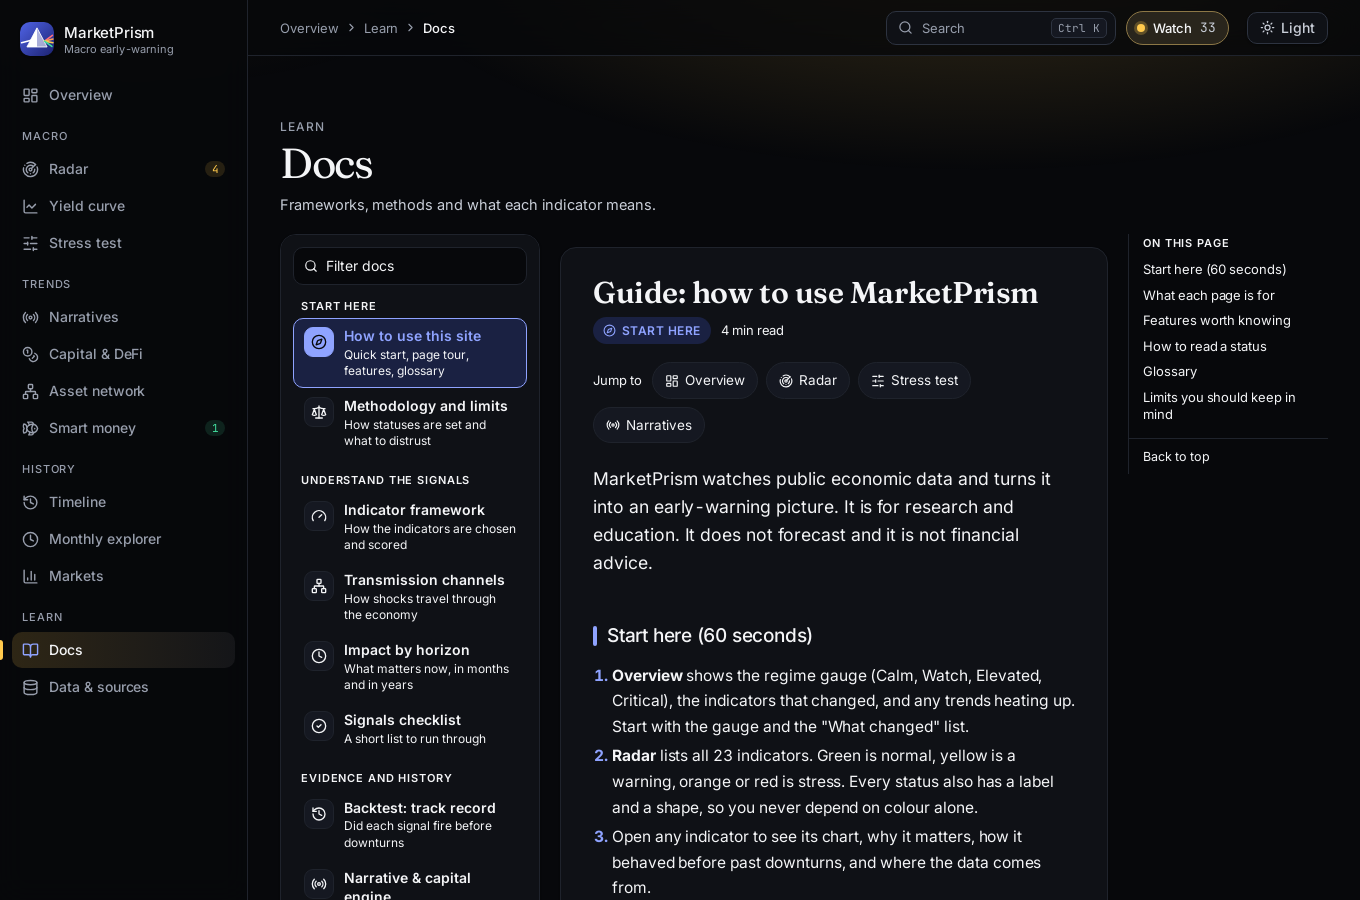 MarketPrism
Macro early-warning
Overview
MACRO
Radar 4
Yield curve
Stress test
TRENDS
Narratives
Capital & DeFi
Asset network
Smart money 1
HISTORY
Timeline
Monthly explorer
Markets
LEARN
Docs
Data & sources
Overview Learn Docs
Search Ctrl K
Watch 33
Light
LEARN
Docs
Frameworks, methods and what each indicator means.
Filter docs
START HERE
How to use this site
Quick start, page tour,
features, glossary
Methodology and limits
How statuses are set and
what to distrust
UNDERSTAND THE SIGNALS
Indicator framework
How the indicators are chosen
and scored
Transmission channels
How shocks travel through
the economy
Impact by horizon
What matters now, in months
and in years
Signals checklist
A short list to run through
EVIDENCE AND HISTORY
Backtest: track record
Did each signal fire before
downturns
Narrative & capital
engine
Guide: how to use MarketPrism
START HERE 4 min read
Jump to Overview Radar Stress test
Narratives
MarketPrism watches public economic data and turns it
into an early-warning picture. It is for research and
education. It does not forecast and it is not financial
advice.
Start here (60 seconds)
1. Overview shows the regime gauge (Calm, Watch, Elevated,
Critical), the indicators that changed, and any trends heating up.
Start with the gauge and the "What changed" list.
2. Radar lists all 23 indicators. Green is normal, yellow is a
warning, orange or red is stress. Every status also has a label
and a shape, so you never depend on colour alone.
3. Open any indicator to see its chart, why it matters, how it
behaved before past downturns, and where the data comes
from.
ON THIS PAGE
Start here (60 seconds)
What each page is for
Features worth knowing
How to read a status
Glossary
Limits you should keep in
mind
Back to top